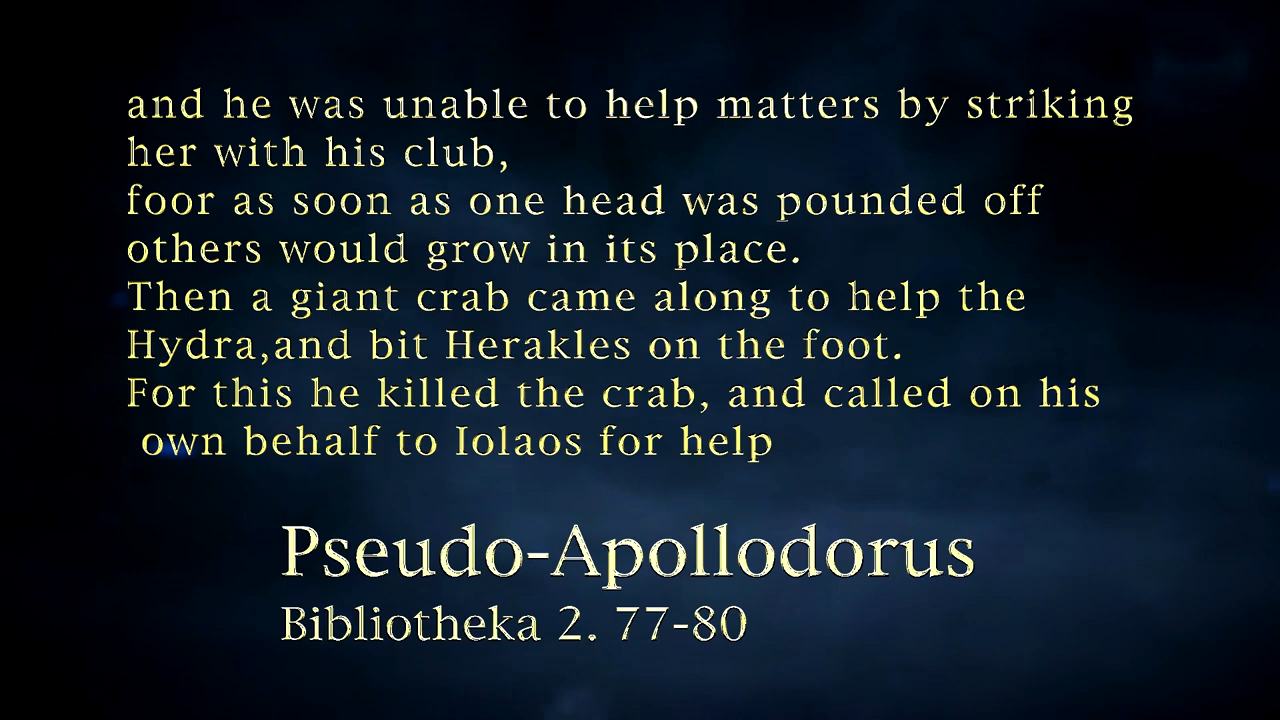 and he was unable to help matters by striking
her with his club,
foor as soon as one head was pounded off
others would grow in its place.
Then a giant crab came along to help the
Hydra,and bit Herakles on the foot.
For this he killed the crab, and called on his
own behalf to Iolaos for help
Pseudo-Apollodorus
Bibliotheka 2. 77-80